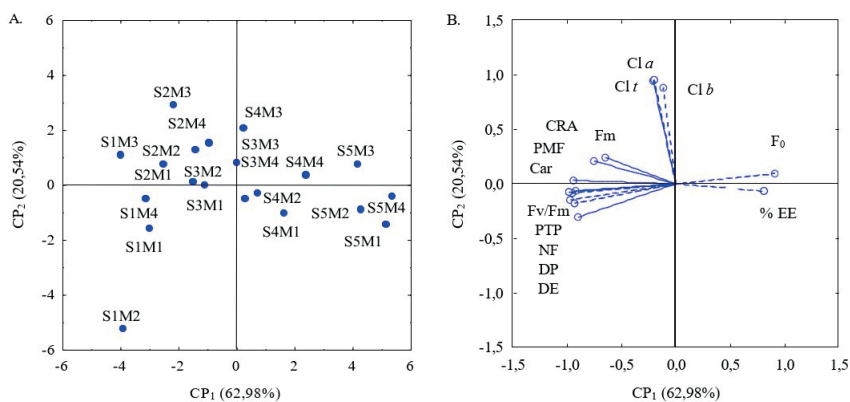 A.
6
4
2
0
-2
-4
-6
-6
-4
-2
0
2
4
6
CP₂ (20,54%)
CP₁ (62,98%)
S2M3
S4M3
S2M4
S1M3
S3M3
S2M2
S3M2
S3M4
S4M4
S5M3
S2M1
S1M4
S3M1
S4M2
S5M2
S5M4
S1M1
S4M1
S5M1
S1M2
B.
1,5
1,0
0,5
0,0
-0,5
-1,0
-1,5
-1,5
-1,0
-0,5
0,0
0,5
1,0
1,5
CP₂ (20,54%)
CP₁ (62,98%)
Cl a
Cl t
Cl b
CRA
Fm
F₀
PMF
Car
Fv/Fm
% EE
PTP
NF
DP
DE